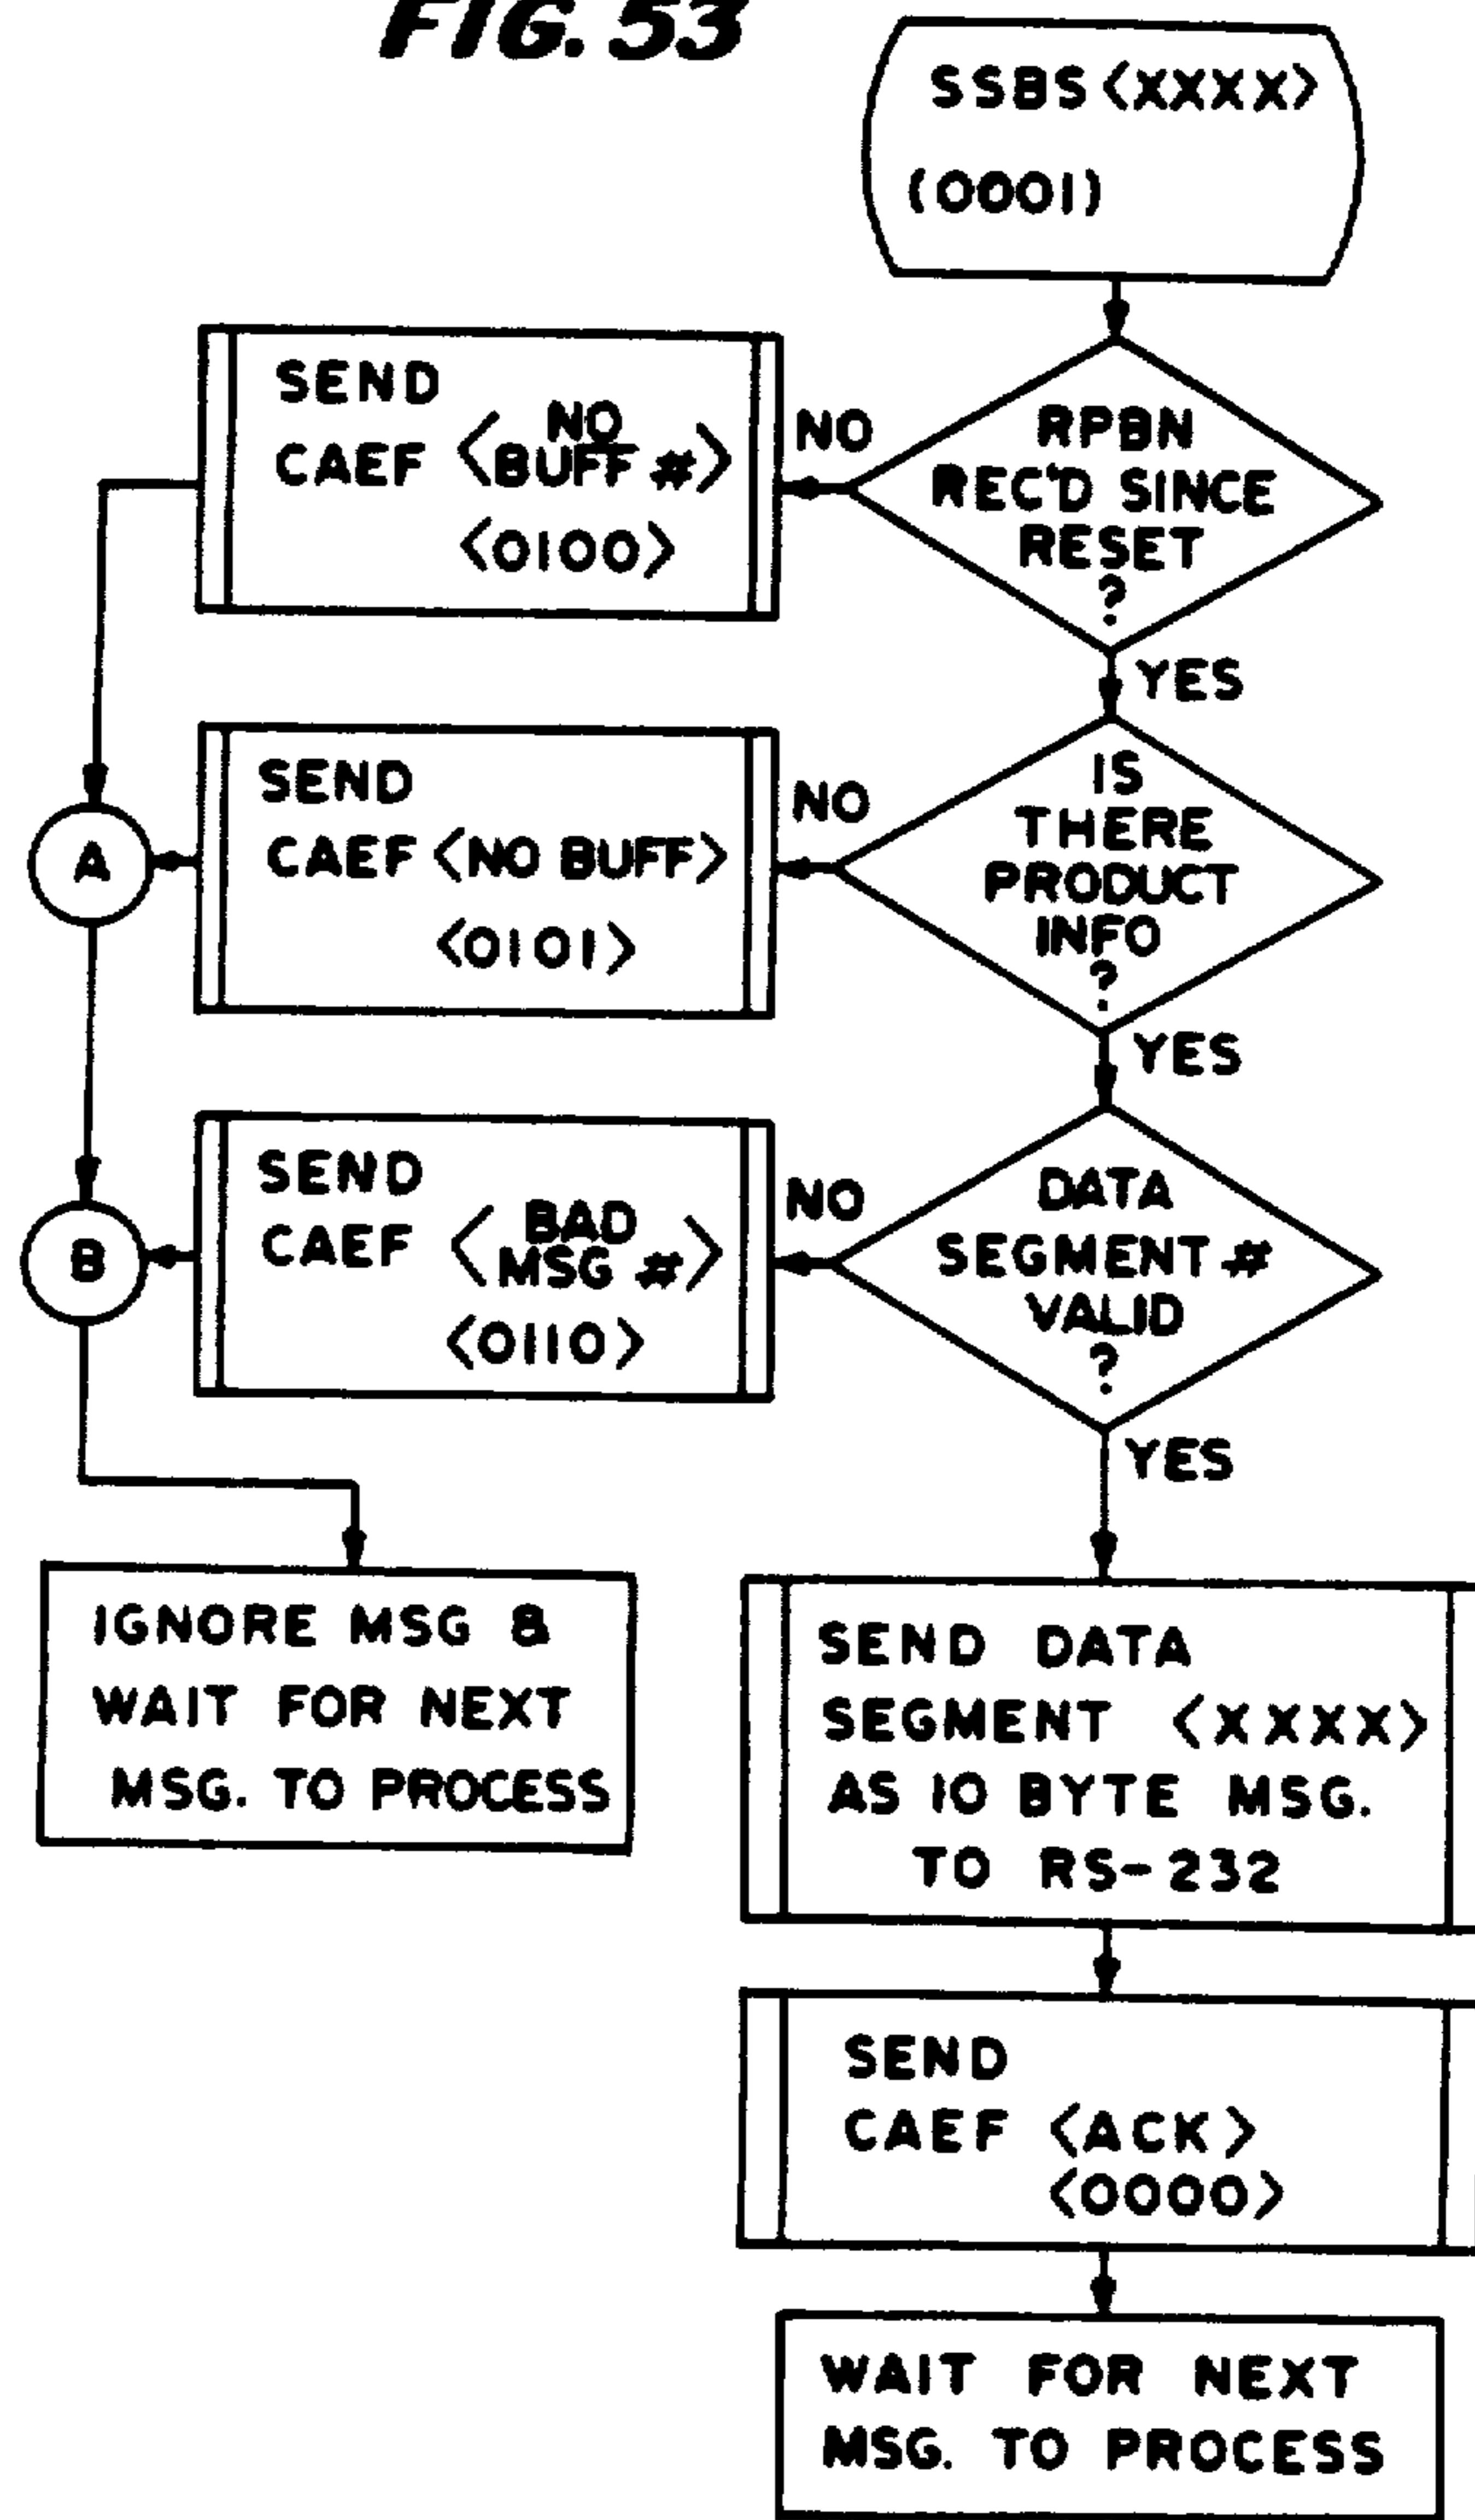 FIG. 53
SSBS <XXXX>
(0001)
RPBN
REC'D SINCE
RESET
?
NO
YES
SEND
NO
CAEF <BUFF #>
<0100>
IS
THERE
PRODUCT
INFO
?
NO
YES
SEND
CAEF <NO BUFF>
<0101>
A
DATA
SEGMENT #
VALID
?
NO
YES
SEND
CAEF <BAD
MSG #>
<0110>
B
IGNORE MSG &
WAIT FOR NEXT
MSG. TO PROCESS
SEND DATA
SEGMENT <XXXX>
AS 10 BYTE MSG.
TO RS-232
SEND
CAEF <ACK>
<0000>
WAIT FOR NEXT
MSG. TO PROCESS